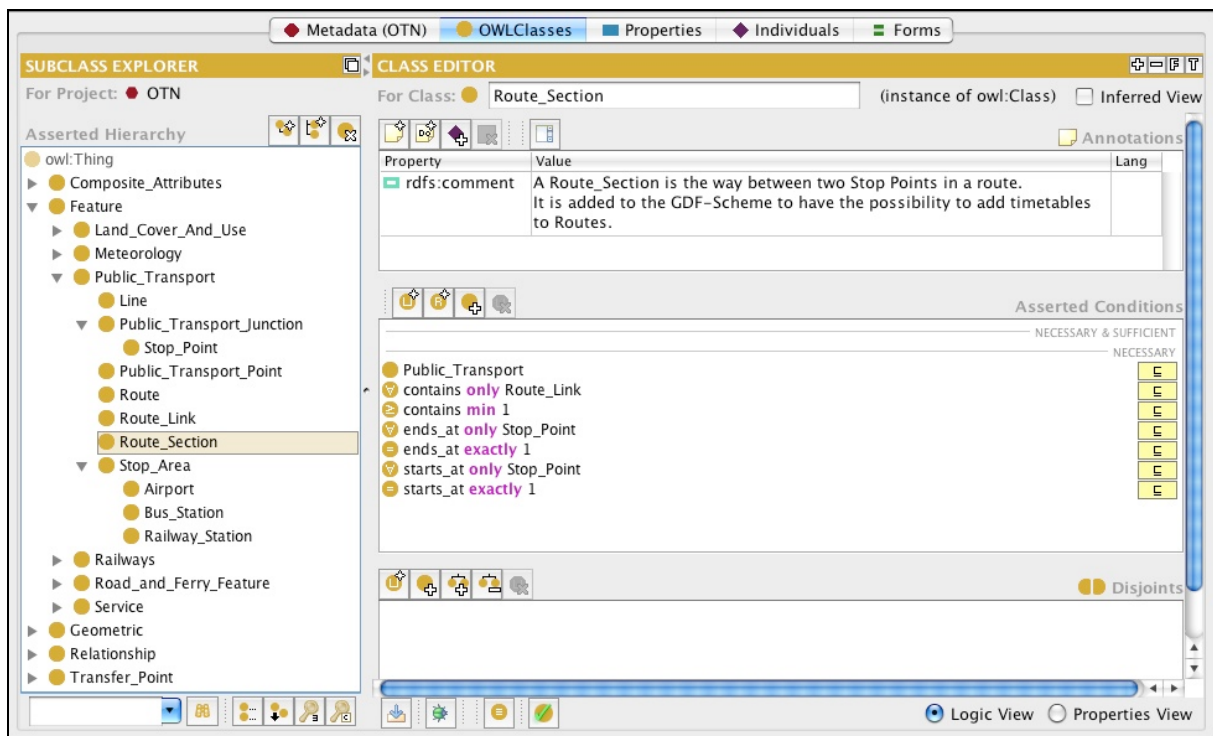 Metadata (OTN) OWLClasses Properties Individuals Forms
SUBCLASS EXPLORER
For Project: OTN
Asserted Hierarchy
owl:Thing
Composite_Attributes
Feature
Land_Cover_And_Use
Meteorology
Public_Transport
Line
Public_Transport_Junction
Stop_Point
Public_Transport_Point
Route
Route_Link
Route_Section
Stop_Area
Airport
Bus_Station
Railway_Station
Railways
Road_and_Ferry_Feature
Service
Geometric
Relationship
Transfer_Point
CLASS EDITOR
For Class: Route_Section (instance of owl:Class) Inferred View
Annotations
Property Value Lang
rdfs:comment A Route_Section is the way between two Stop Points in a route.
It is added to the GDF-Scheme to have the possibility to add timetables
to Routes.
Asserted Conditions
NECESSARY & SUFFICIENT
NECESSARY
Public_Transport ⊑
∀ contains only Route_Link ⊑
≥ contains min 1 ⊑
∀ ends_at only Stop_Point ⊑
= ends_at exactly 1 ⊑
∀ starts_at only Stop_Point ⊑
= starts_at exactly 1 ⊑
Disjoints
Logic View Properties View